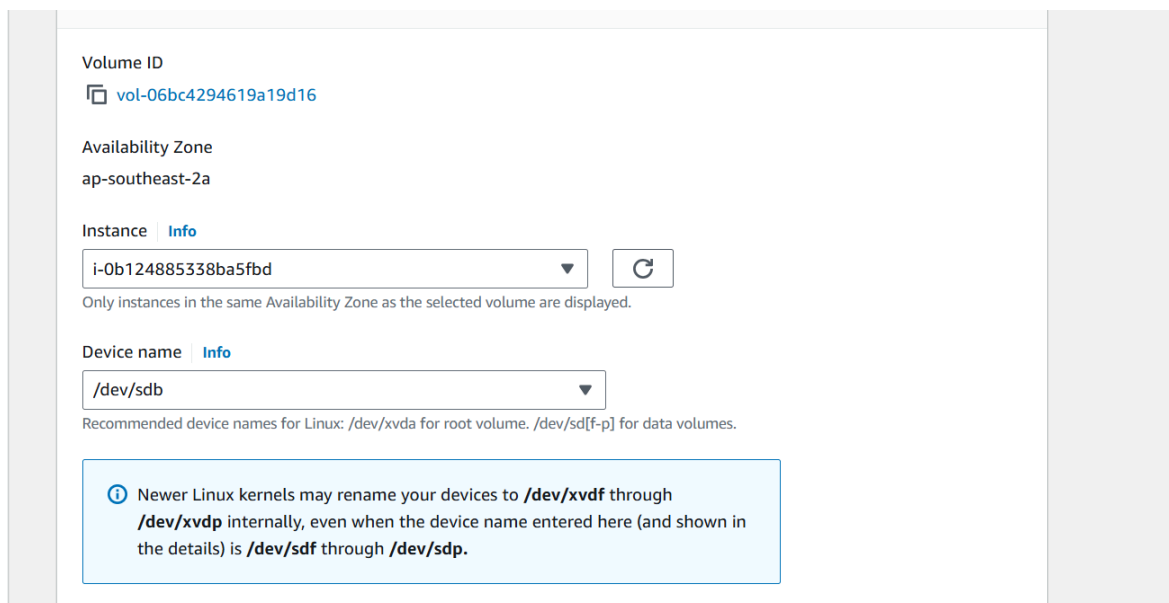 Volume ID
vol-06bc4294619a19d16
Availability Zone
ap-southeast-2a
Instance Info
i-0b124885338ba5fbd
Only instances in the same Availability Zone as the selected volume are displayed.
Device name Info
/dev/sdb
Recommended device names for Linux: /dev/xvda for root volume. /dev/sd[f-p] for data volumes.
Newer Linux kernels may rename your devices to /dev/xvdf through
/dev/xvdp internally, even when the device name entered here (and shown in
the details) is /dev/sdf through /dev/sdp.